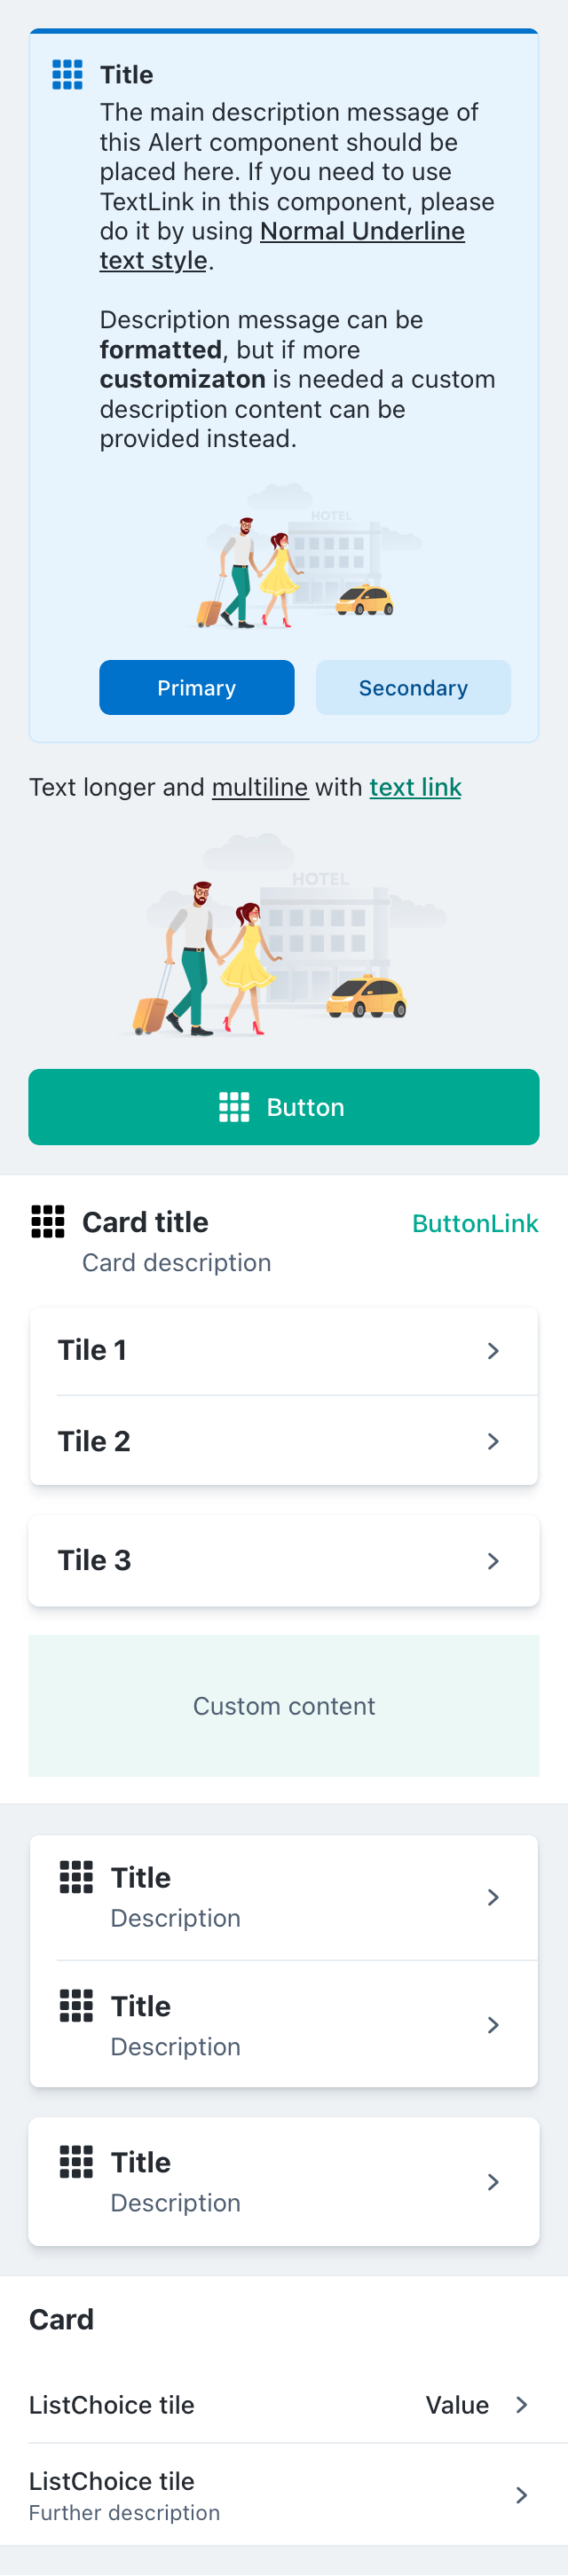 Title
The main description message of
this Alert component should be
placed here. If you need to use
TextLink in this component, please
do it by using Normal Underline
text style.
Description message can be
formatted, but if more
customizaton is needed a custom
description content can be
provided instead.
HOTEL
Primary
Secondary
Text longer and multiline with text link
HOTEL
Button
Card title
ButtonLink
Card description
Tile 1
Tile 2
Tile 3
Custom content
Title
Description
Title
Description
Title
Description
Card
ListChoice tile
Value
ListChoice tile
Further description